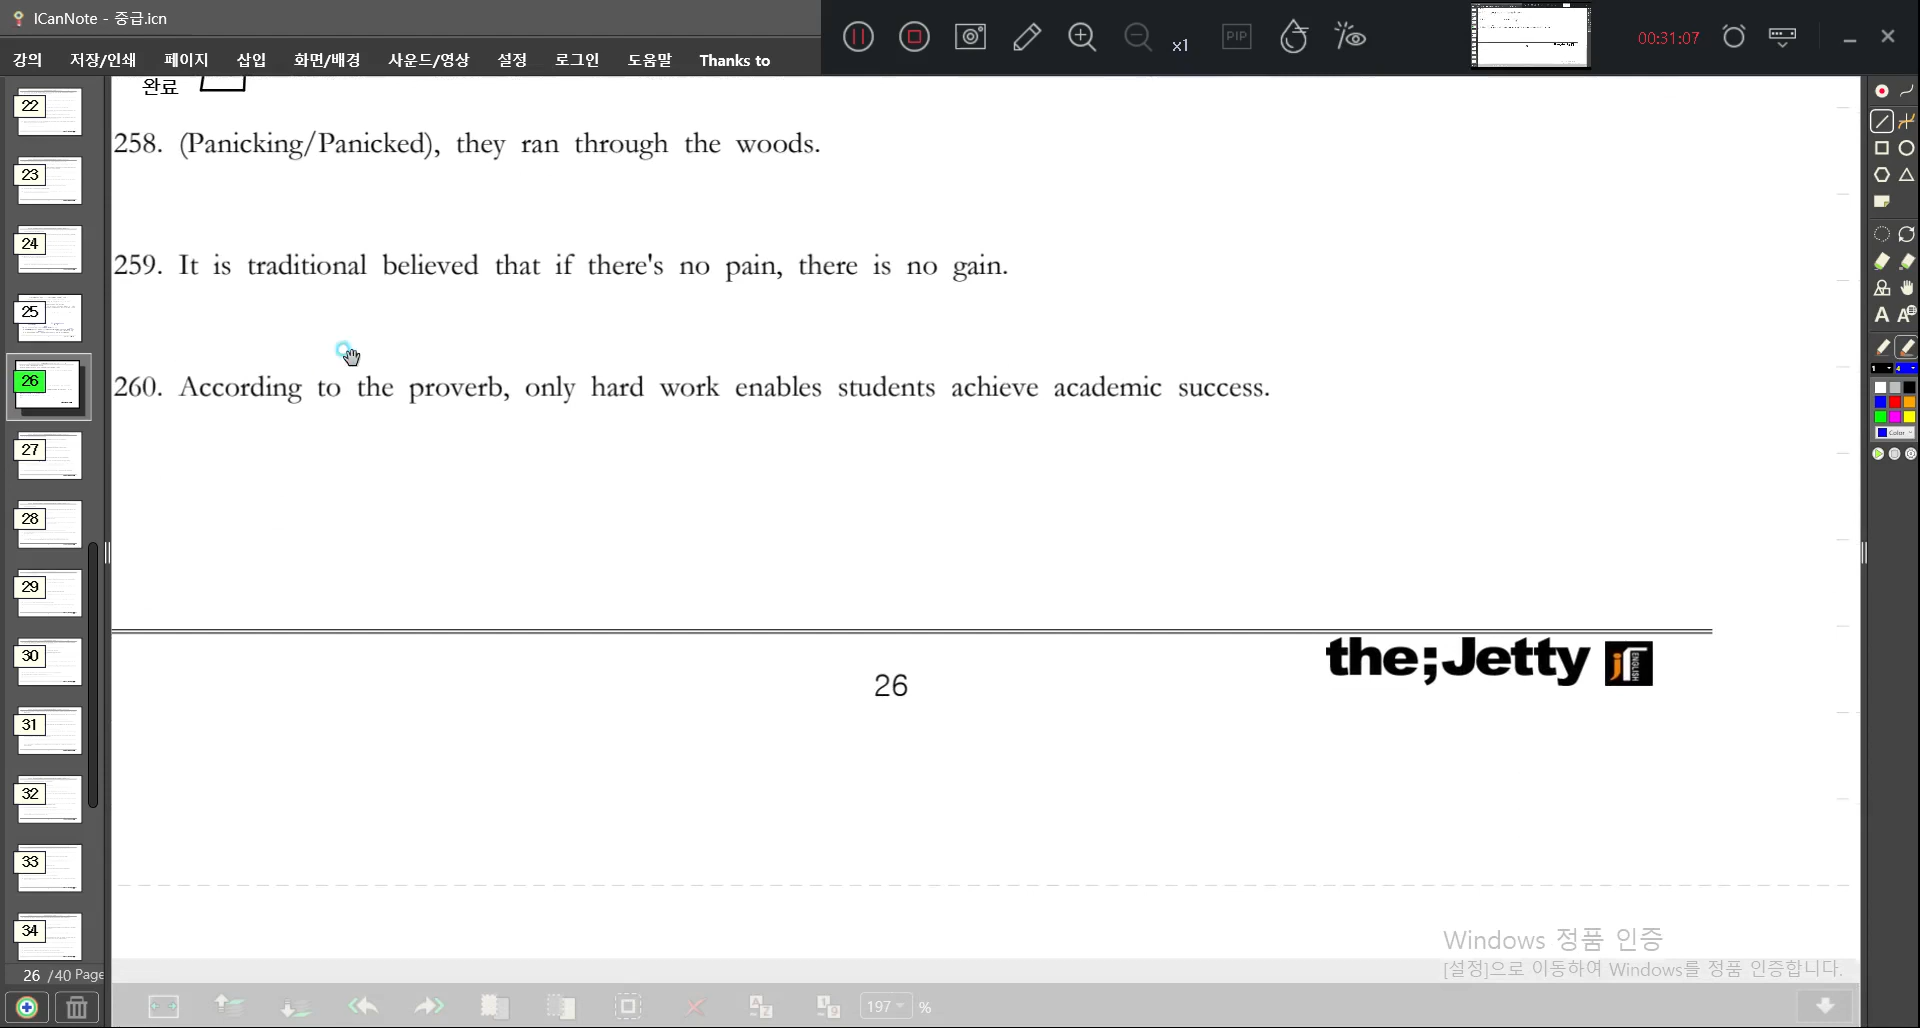 ICanNote - 중급.icn
x1
PIP
00:31:07
강의 저장/인쇄 페이지 삽입 화면/배경 사운드/영상 설정 로그인 도움말 Thanks to
완료
22
258. (Panicking/Panicked), they ran through the woods.
23
24
259. It is traditional believed that if there's no pain, there is no gain.
25
26
260. According to the proverb, only hard work enables students achieve academic success.
27
28
29
30
31
32
33
34
the;Jetty
ENGLISH
26
A
A
1
4
Color
Windows 정품 인증
[설정]으로 이동하여 Windows를 정품 인증합니다.
26 /40 Page
197 %